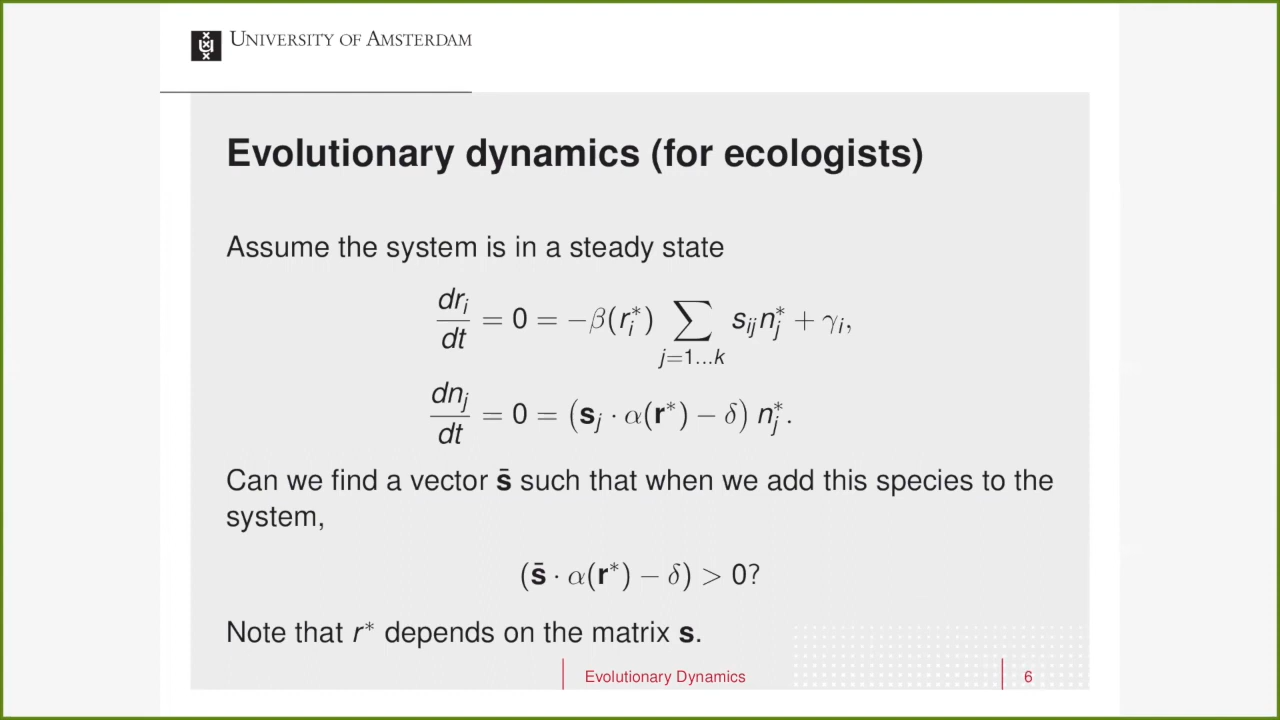 UNIVERSITY OF AMSTERDAM
Evolutionary dynamics (for ecologists)
Assume the system is in a steady state
dr_i/dt = 0 = −β(r_i^*) ∑_{j=1…k} s_{ij} n_j^* + γ_i,
dn_j/dt = 0 = (𝐬_j · α(𝐫^*) − δ) n_j^*.
Can we find a vector s̄ such that when we add this species to the
system,
(s̄ · α(𝐫^*) − δ) > 0?
Note that r^* depends on the matrix s.
Evolutionary Dynamics 6